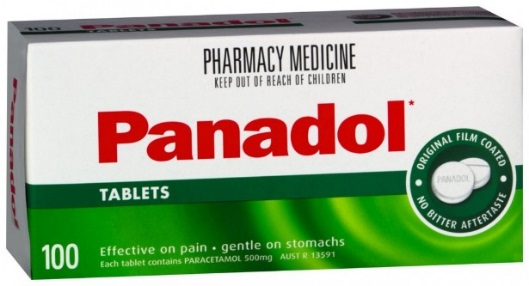 100
PHARMACY MEDICINE
KEEP OUT OF REACH OF CHILDREN
Panadol
Panadol*
TABLETS
ORIGINAL FILM COATED
PANADOL
NO BITTER AFTERTASTE
100
Effective on pain • gentle on stomachs
Each tablet contains PARACETAMOL 500mg AUST R 13591